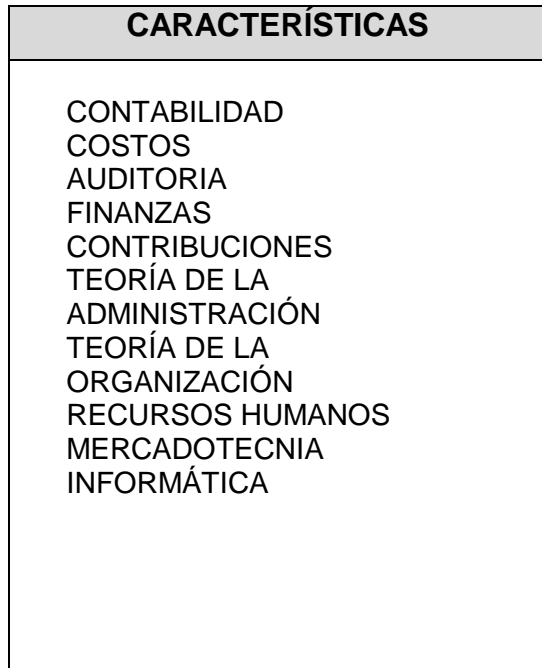 CARACTERÍSTICAS
CONTABILIDAD
COSTOS
AUDITORIA
FINANZAS
CONTRIBUCIONES
TEORÍA DE LA
ADMINISTRACIÓN
TEORÍA DE LA
ORGANIZACIÓN
RECURSOS HUMANOS
MERCADOTECNIA
INFORMÁTICA